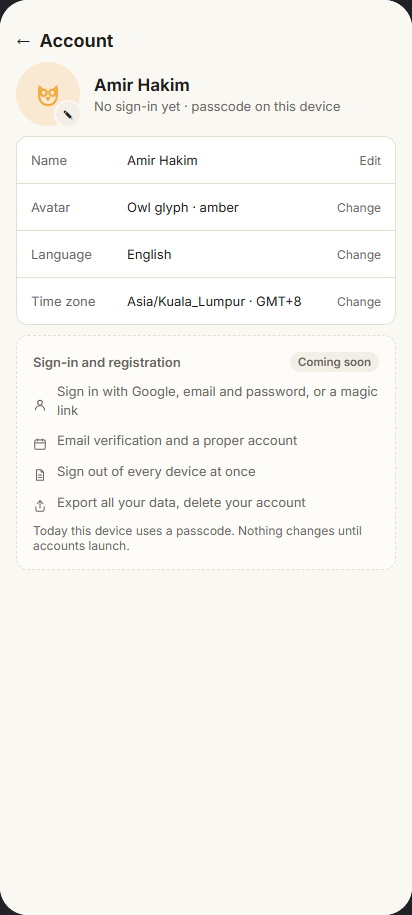 ← Account
Amir Hakim
No sign-in yet · passcode on this device
Name Amir Hakim Edit
Avatar Owl glyph · amber Change
Language English Change
Time zone Asia/Kuala_Lumpur · GMT+8 Change
Sign-in and registration Coming soon
Sign in with Google, email and password, or a magic
link
Email verification and a proper account
Sign out of every device at once
Export all your data, delete your account
Today this device uses a passcode. Nothing changes until
accounts launch.